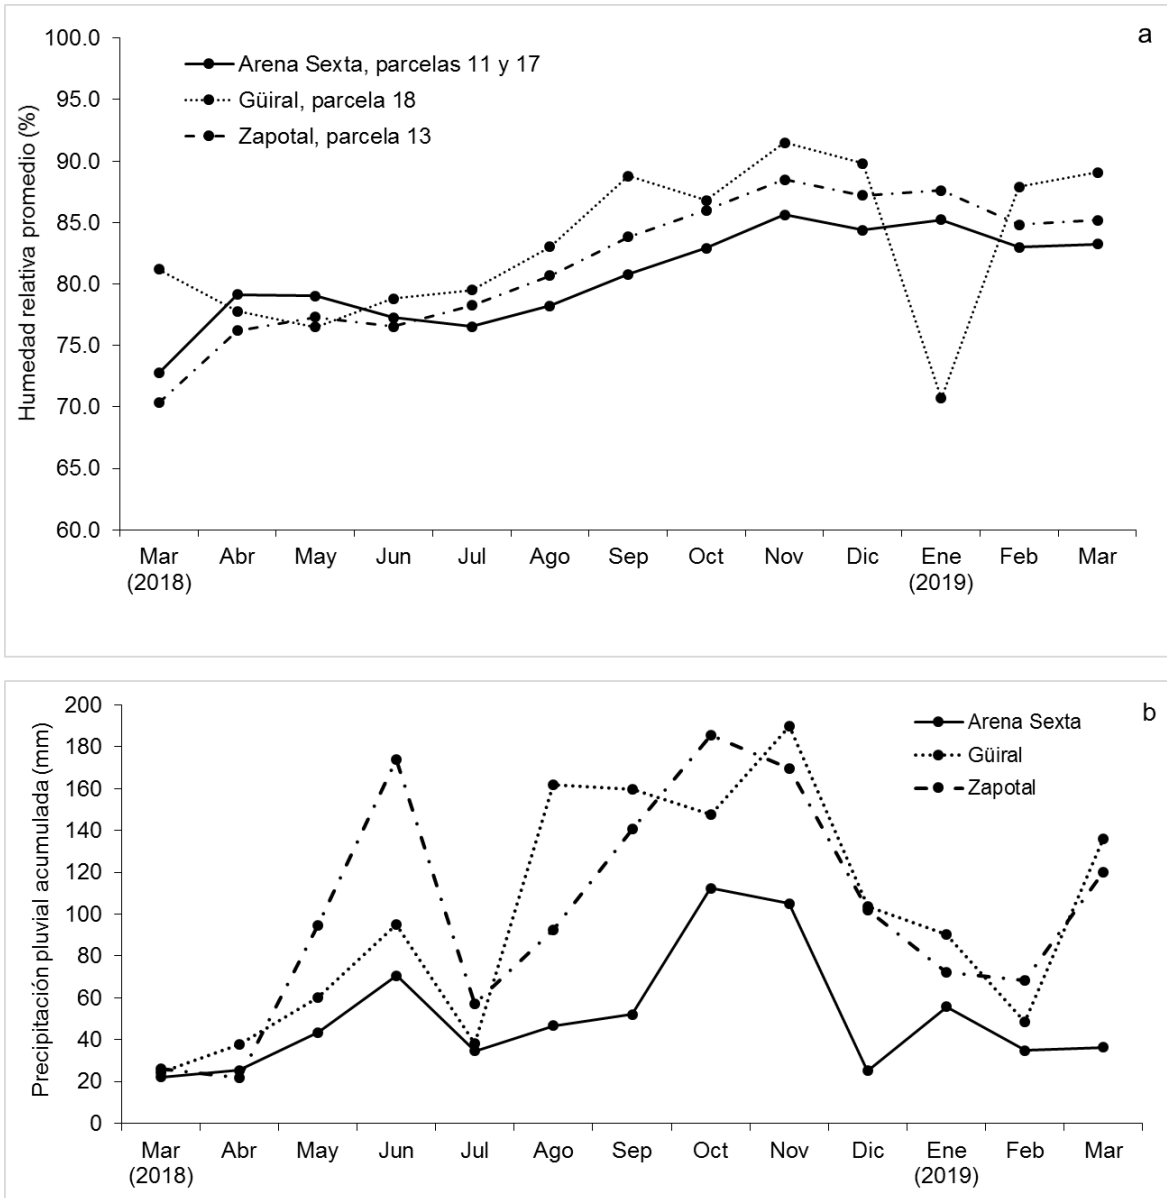 a
Humedad relativa promedio (%)
100.0
95.0
90.0
85.0
80.0
75.0
70.0
65.0
60.0
Arena Sexta, parcelas 11 y 17
Güiral, parcela 18
Zapotal, parcela 13
Mar Abr May Jun Jul Ago Sep Oct Nov Dic Ene Feb Mar
(2018) (2019)
b
Precipitación pluvial acumulada (mm)
200
180
160
140
120
100
80
60
40
20
0
Arena Sexta
Güiral
Zapotal
Mar Abr May Jun Jul Ago Sep Oct Nov Dic Ene Feb Mar
(2018) (2019)